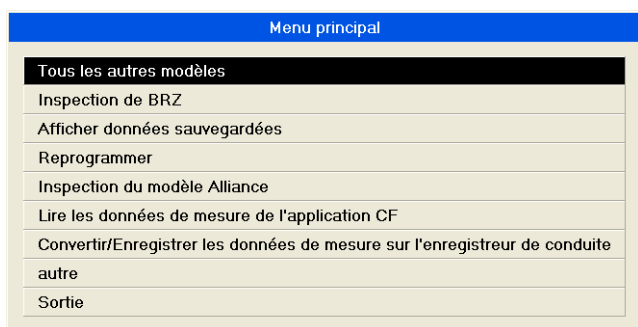 Menu principal
Tous les autres modèles
Inspection de BRZ
Afficher données sauvegardées
Reprogrammer
Inspection du modèle Alliance
Lire les données de mesure de l'application CF
Convertir/Enregistrer les données de mesure sur l'enregistreur de conduite
autre
Sortie